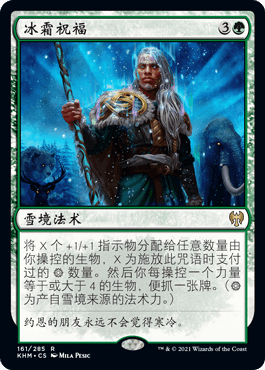 冰霜祝福 3
雪境法术
将 X 个 +1/+1 指示物分配给任意数量由
你操控的生物,X 为施放此咒语时支付
过的 数量。然后你每操控一个力量
等于或大于 4 的生物,便抓一张牌。(
为产自雪境来源的法术力。)
约恩的朋友永远不会觉得寒冷。
161/285 R
KHM • CS MILA PESIC
™ & © 2021 Wizards of the Coast